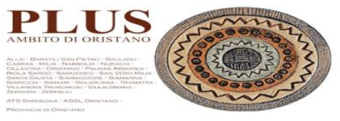 PLUS
AMBITO DI ORISTANO
ALLAI - BARATILI SAN PIETRO - BAULADU
CABRAS - MILIS - NARBOLIA - NURACHI
OLLASTRA - ORISTANO - PALMAS ARBOREA
RIOLA SARDO - SAMUGHEO - SAN VERO MILIS
SANTA GIUSTA - SIAMAGGIORE - SIAMANNA
SIAPICCIA - SIMAXIS - SOLARUSSA - TRAMATZA
VILLANOVA TRUSCHEDU - VILLAURBANA
ZEDDIANI - ZERFALIU
ATS SARDEGNA - ASSL ORISTANO
PROVINCIA DI ORISTANO